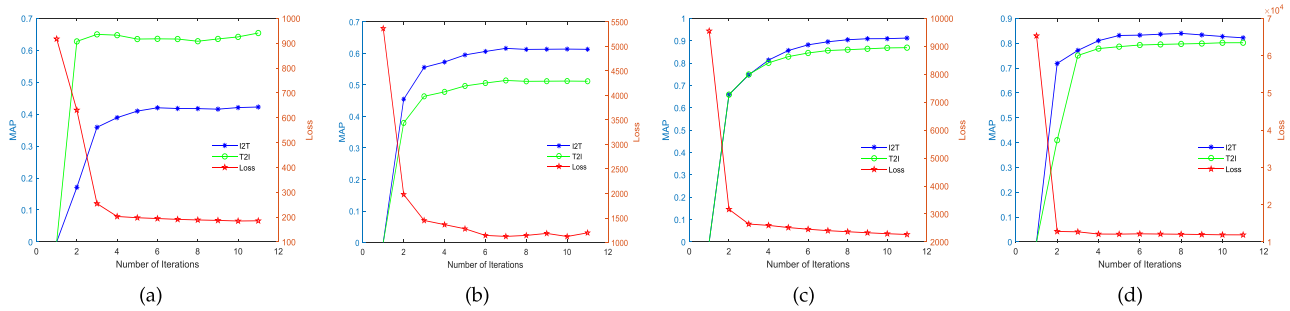 0.7
0.6
0.5
0.4
0.3
0.2
0.1
0
MAP
1000
900
800
700
600
500
400
300
200
100
Loss
I2T
T2I
Loss
0 2 4 6 8 10 12
Number of Iterations
(a)
0.7
0.6
0.5
0.4
0.3
0.2
0.1
0
MAP
5500
5000
4500
4000
3500
3000
2500
2000
1500
1000
Loss
I2T
T2I
Loss
0 2 4 6 8 10 12
Number of Iterations
(b)
1
0.9
0.8
0.7
0.6
0.5
0.4
0.3
0.2
0.1
0
MAP
10000
9000
8000
7000
6000
5000
4000
3000
2000
Loss
I2T
T2I
Loss
0 2 4 6 8 10 12
Number of Iterations
(c)
0.9
0.8
0.7
0.6
0.5
0.4
0.3
0.2
0.1
0
MAP
×10⁴
7
6
5
4
3
2
1
Loss
I2T
T2I
Loss
0 2 4 6 8 10 12
Number of Iterations
(d)